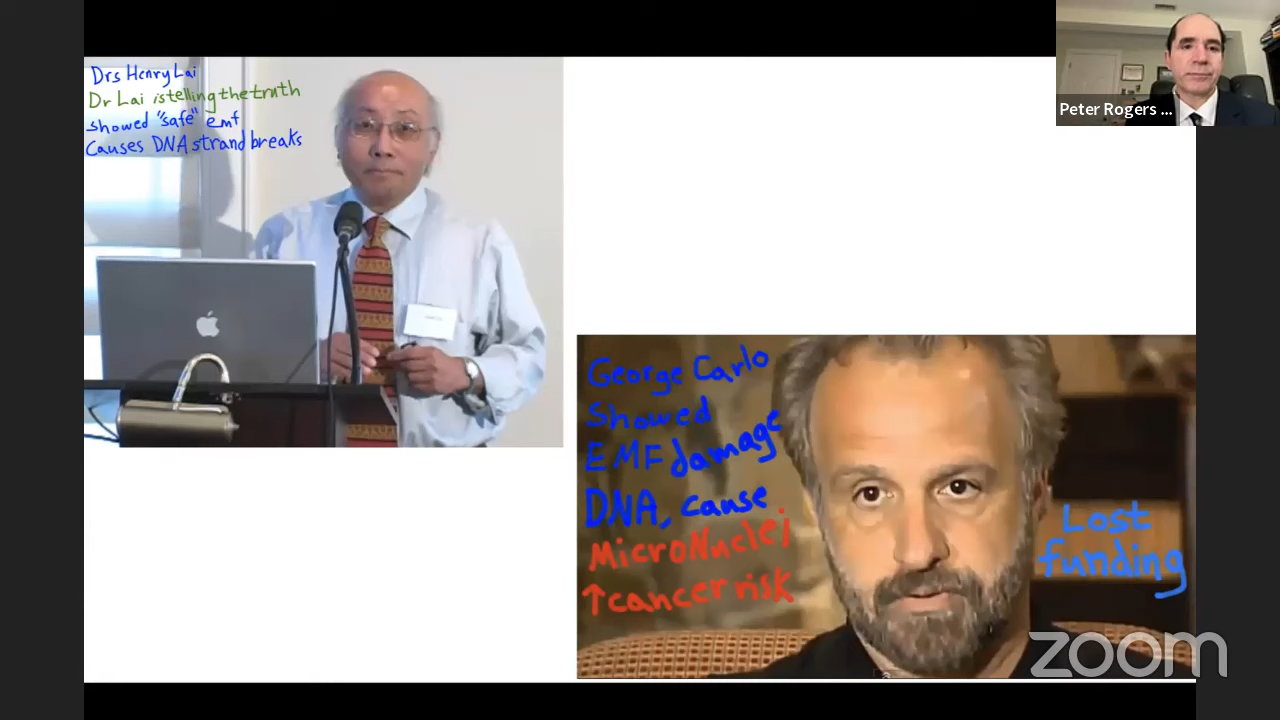 Drs Henry Lai
Dr Lai is telling the truth
showed "safe" emf
Causes DNA strand breaks
Peter Rogers ...
George Carlo
Showed
EMF damage
DNA, cause
MicroNuclei
↑cancer risk
Lost
funding
zoom